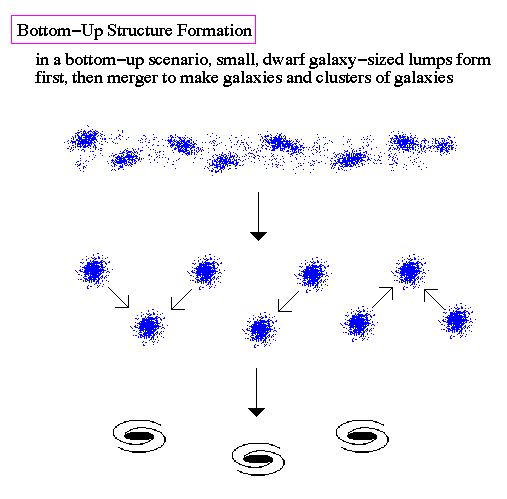 Bottom-Up Structure Formation
in a bottom-up scenario, small, dwarf galaxy-sized lumps form
first, then merger to make galaxies and clusters of galaxies